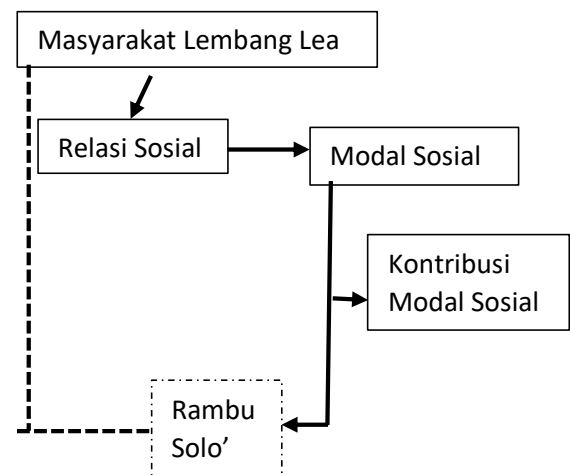 Masyarakat Lembang Lea
Relasi Sosial
Modal Sosial
Kontribusi
Modal Sosial
Rambu
Solo’